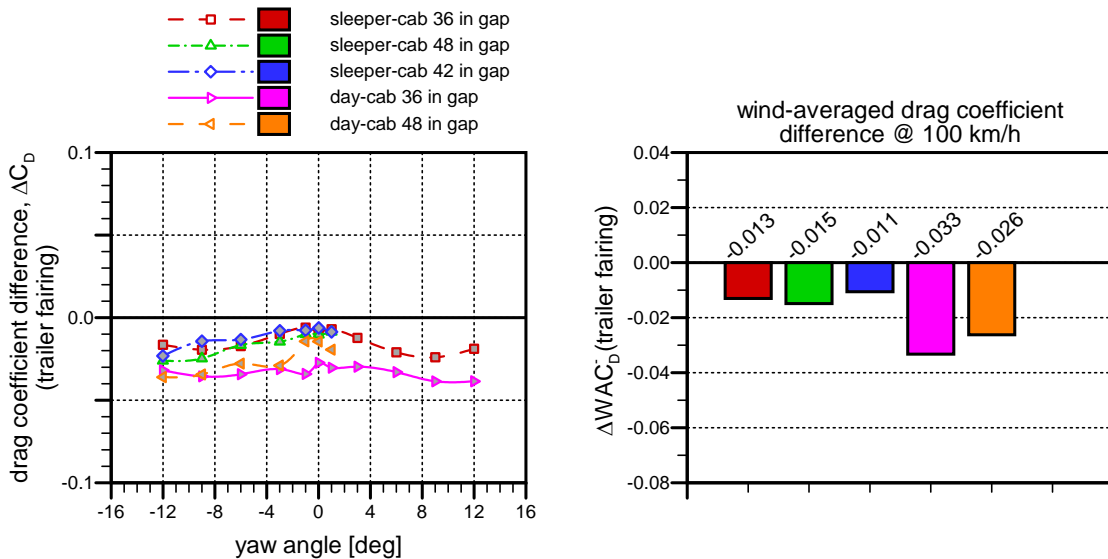 sleeper-cab 36 in gap
sleeper-cab 48 in gap
sleeper-cab 42 in gap
day-cab 36 in gap
day-cab 48 in gap
drag coefficient difference, ΔC_D
(trailer fairing)
0.1
0.0
-0.1
-16 -12 -8 -4 0 4 8 12 16
yaw angle [deg]
wind-averaged drag coefficient
difference @ 100 km/h
ΔWAC_D (trailer fairing)
0.04
0.02
0.00
-0.02
-0.04
-0.06
-0.08
-0.013 -0.015 -0.011 -0.033 -0.026